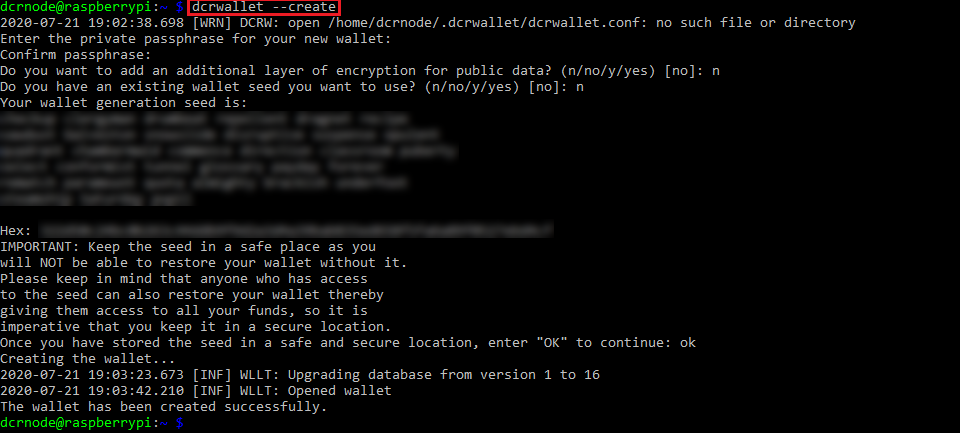 dcrnode@raspberrypi:~ $ dcrwallet --create
2020-07-21 19:02:38.698 [WRN] DCRW: open /home/dcrnode/.dcrwallet/dcrwallet.conf: no such file or directory
Enter the private passphrase for your new wallet:
Confirm passphrase:
Do you want to add an additional layer of encryption for public data? (n/no/y/yes) [no]: n
Do you have an existing wallet seed you want to use? (n/no/y/yes) [no]: n
Your wallet generation seed is:
Hex:
IMPORTANT: Keep the seed in a safe place as you
will NOT be able to restore your wallet without it.
Please keep in mind that anyone who has access
to the seed can also restore your wallet thereby
giving them access to all your funds, so it is
imperative that you keep it in a secure location.
Once you have stored the seed in a safe and secure location, enter "OK" to continue: ok
Creating the wallet...
2020-07-21 19:03:23.673 [INF] WLLT: Upgrading database from version 1 to 16
2020-07-21 19:03:42.210 [INF] WLLT: Opened wallet
The wallet has been created successfully.
dcrnode@raspberrypi:~ $